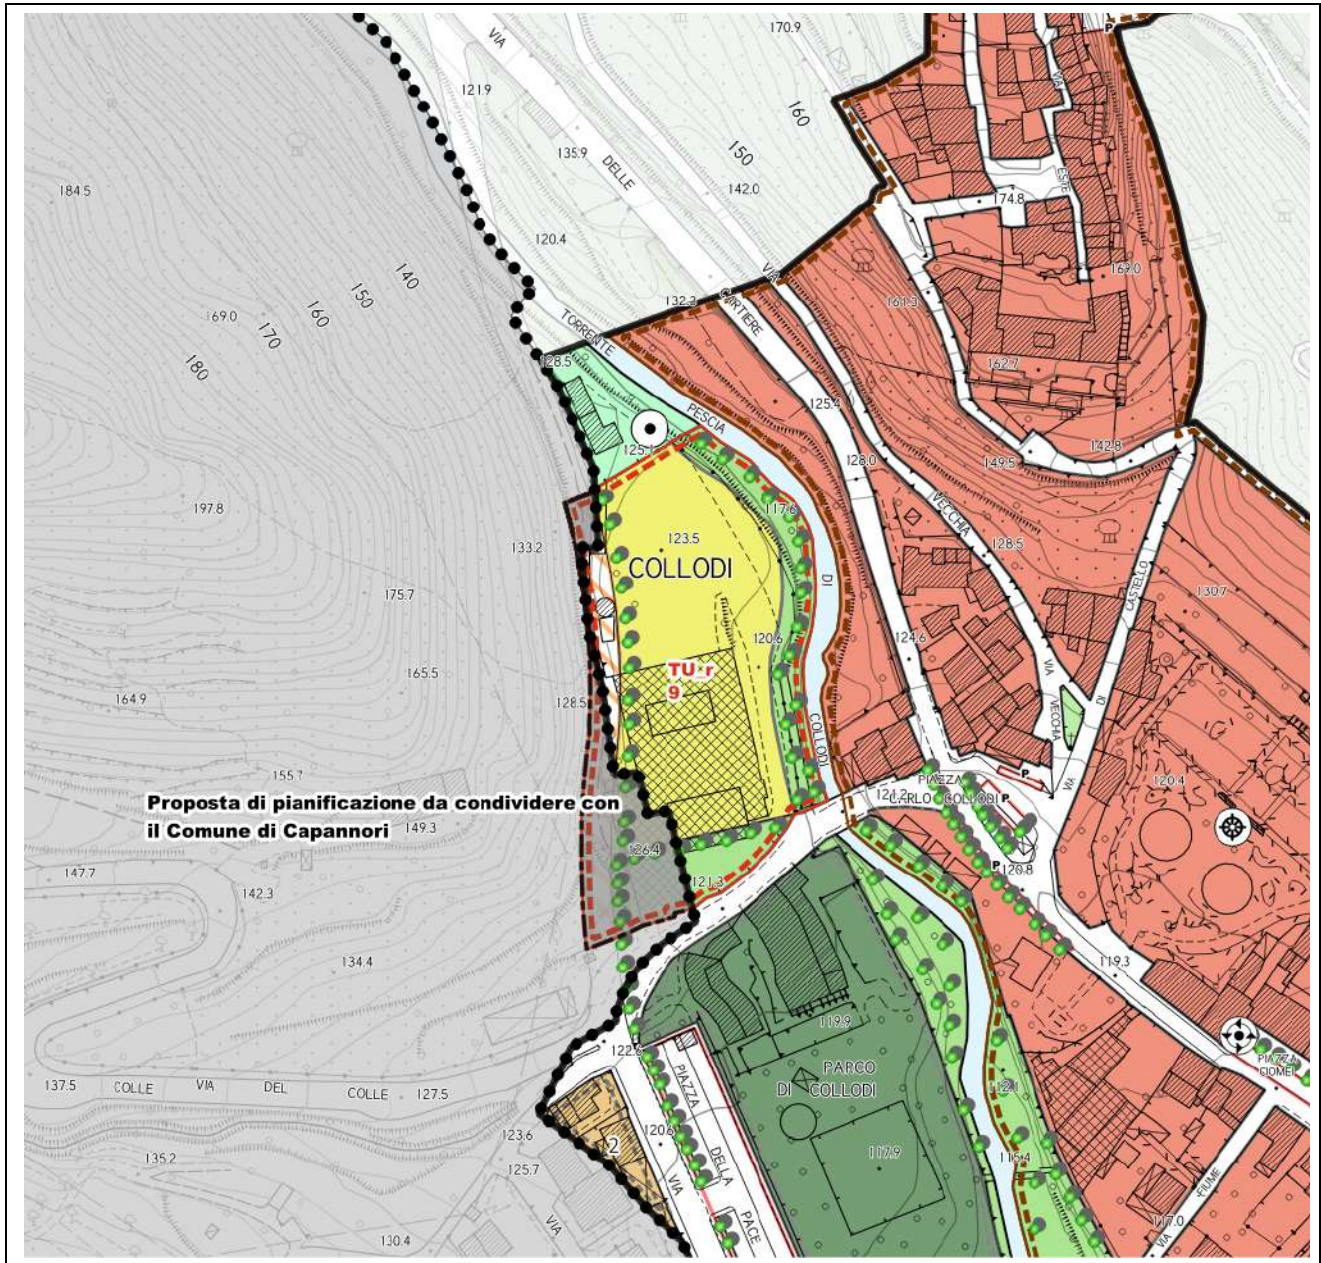 VIA
170.9
P
121.9
160
135.9
150
DELLE
VIA
142.0
ESTE
184.5
174.8
120.4
140
VIA
169.0
150
CARTIERE
132.2
161.3
160
169.0
170
TORRENTE
180
128.5
162.7
PESCIA
125.4
125.1
142.8
128.0
149.5
197.8
117.6
VECCHIA
123.5
133.2
128.5
COLLODI
DI
CASTELLO
175.7
130.7
120.6
124.6
TU_r
9
165.5
VIA
164.9
128.5
DI
COLLODI
VECCHIA
155.7
PIAZZA
P
120.4
VIA
Proposta di pianificazione da condividere con
il Comune di Capannori
121.2
CARLO COLLODI
P
149.3
126.4
P
120.8
147.7
121.3
142.3
134.4
119.3
119.9
122.6
PIAZZA
CIOMEI
PARCO
DI COLLODI
137.5
COLLE
VIA
DEL
COLLE
127.5
PIAZZA
112.1
123.6
120.6
2
135.2
125.7
DELLA
117.9
115.4
VIA
FIUME
VIA
PACE
117.0
130.4
VIA